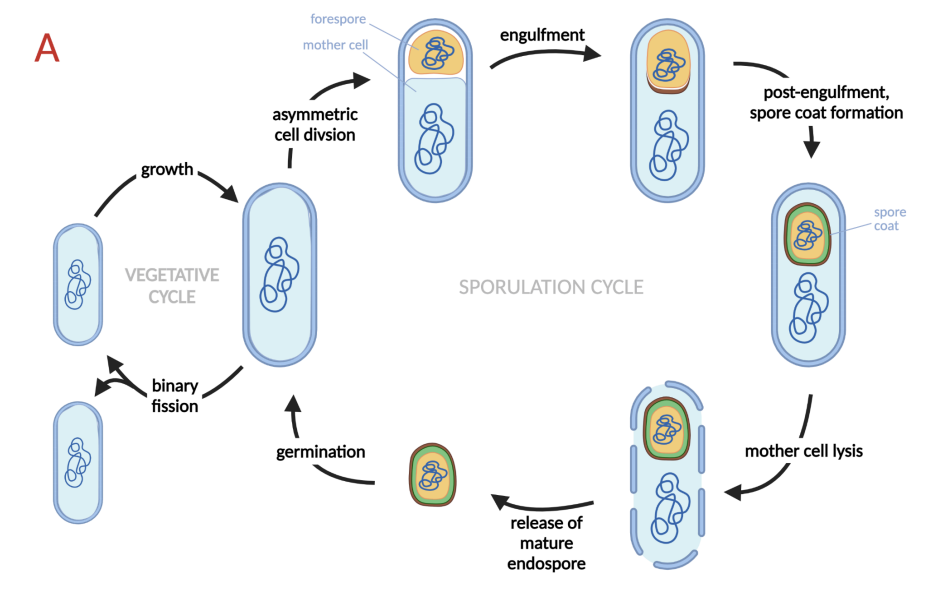 A
forespore
mother cell
engulfment
post-engulfment,
spore coat formation
asymmetric
cell divsion
growth
spore
coat
VEGETATIVE
CYCLE
SPORULATION CYCLE
binary
fission
germination
mother cell lysis
release of
mature
endospore